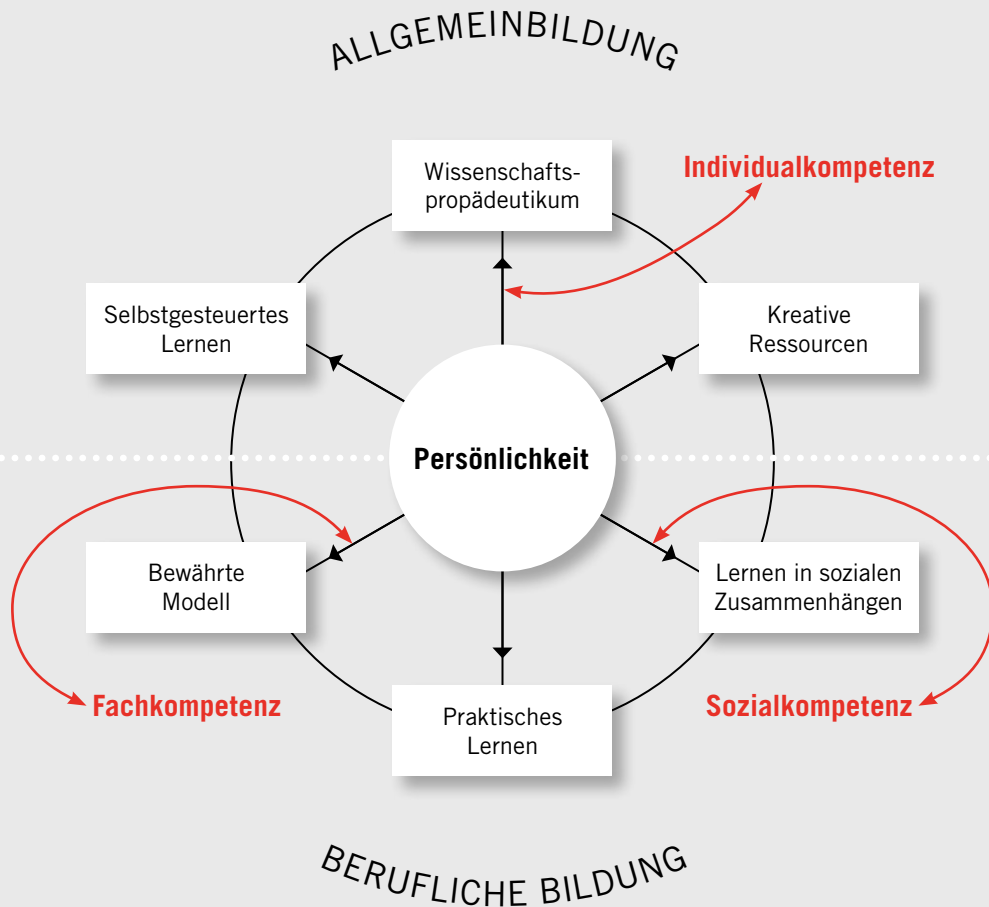 ALLGEMEINBILDUNG
Wissenschafts-
propädeutikum
Individualkompetenz
Selbstgesteuertes
Lernen
Kreative
Ressourcen
Persönlichkeit
Bewährte
Modell
Lernen in sozialen
Zusammenhängen
Fachkompetenz
Praktisches
Lernen
Sozialkompetenz
BERUFLICHE BILDUNG